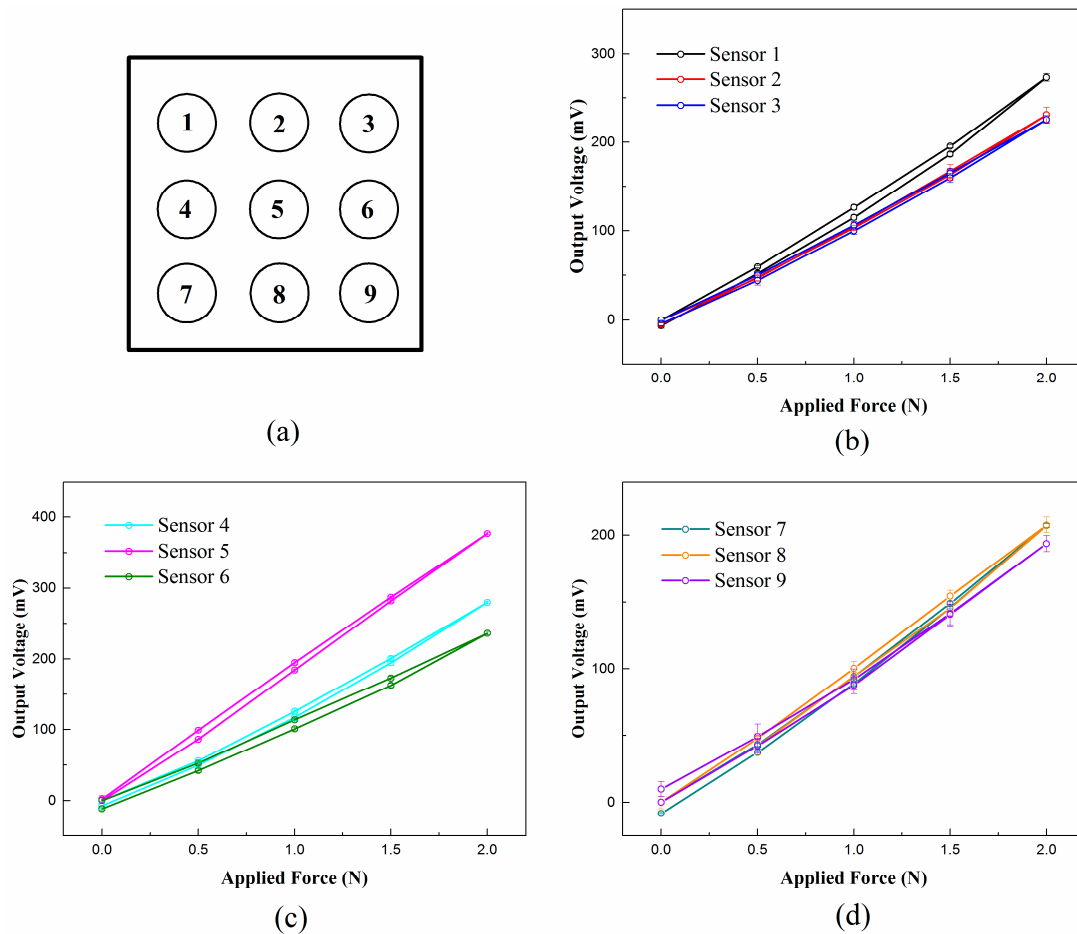 1 2 3
4 5 6
7 8 9
(a)
Sensor 1
Sensor 2
Sensor 3
300
200
100
0
Output Voltage (mV)
0.0 0.5 1.0 1.5 2.0
Applied Force (N)
(b)
Sensor 4
Sensor 5
Sensor 6
400
300
200
100
0
Output Voltage (mV)
0.0 0.5 1.0 1.5 2.0
Applied Force (N)
(c)
Sensor 7
Sensor 8
Sensor 9
200
100
0
Output Voltage (mV)
0.0 0.5 1.0 1.5 2.0
Applied Force (N)
(d)